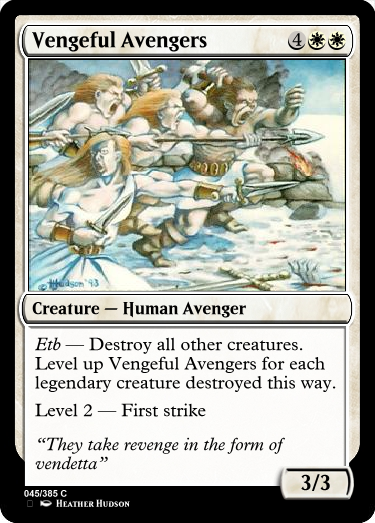 Vengeful Avengers 4
© HHudson '93
Creature — Human Avenger
Etb — Destroy all other creatures.
Level up Vengeful Avengers for each
legendary creature destroyed this way.
Level 2 — First strike
“They take revenge in the form of
vendetta”
3/3
045/385 C
HEATHER HUDSON